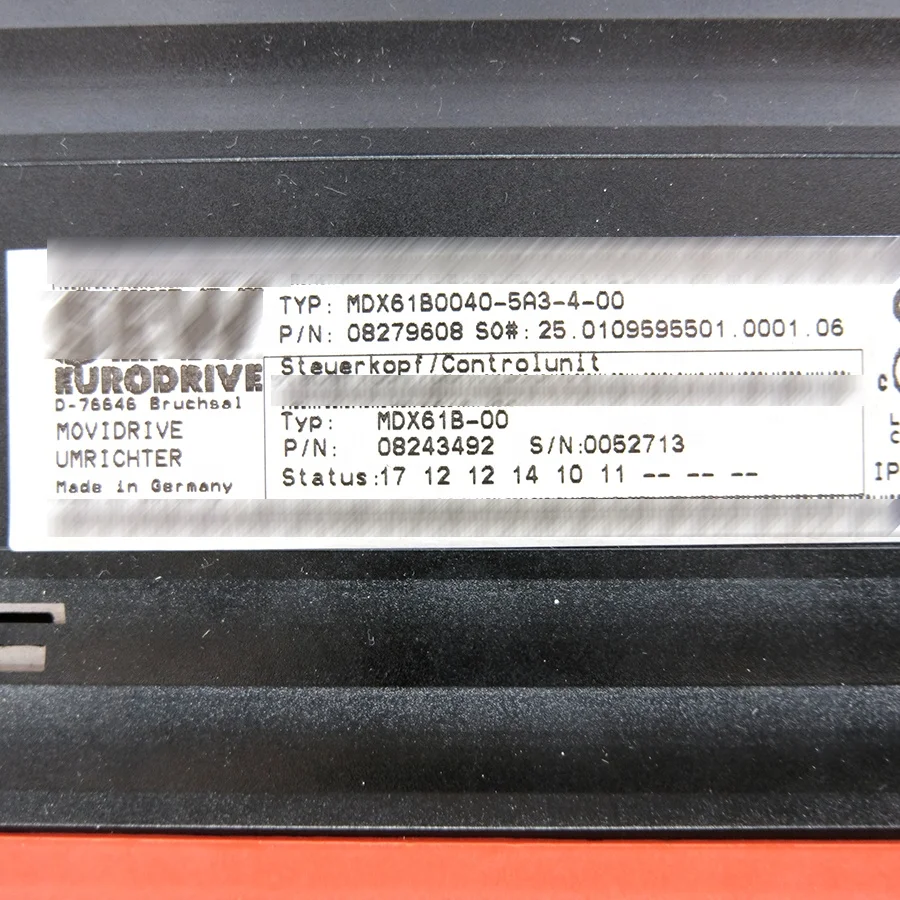 TYP: MDX61B0040-5A3-4-00
P/N: 08279608 SO#: 25.0109595501.0001.06
Steuerkopf/Controlunit
EURODRIVE
D-76646 Bruchsal
MOVIDRIVE
UMRICHTER
Made in Germany
Typ: MDX61B-00
P/N: 08243492 S/N:0052713
Status:17 12 12 14 10 11 -- -- --
IP